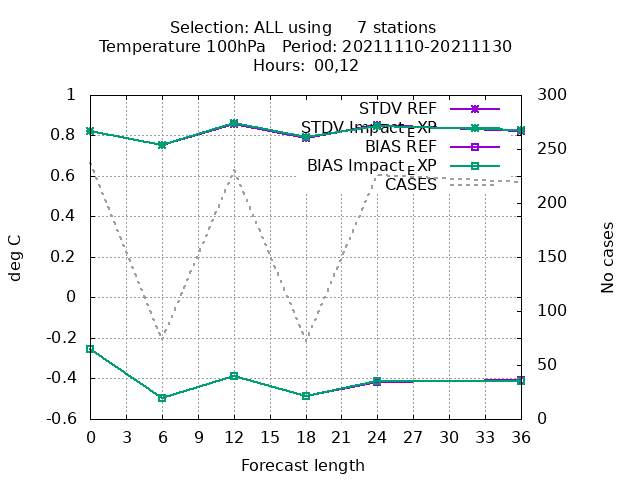 Selection: ALL using 7 stations
Temperature 100hPa Period: 20211110-20211130
Hours: 00,12
1
0.8
0.6
0.4
0.2
0
-0.2
-0.4
-0.6
deg C
300
250
200
150
100
50
0
No cases
STDV REF
STDV Impact_EXP
BIAS REF
BIAS Impact_EXP
CASES
0 3 6 9 12 15 18 21 24 27 30 33 36
Forecast length